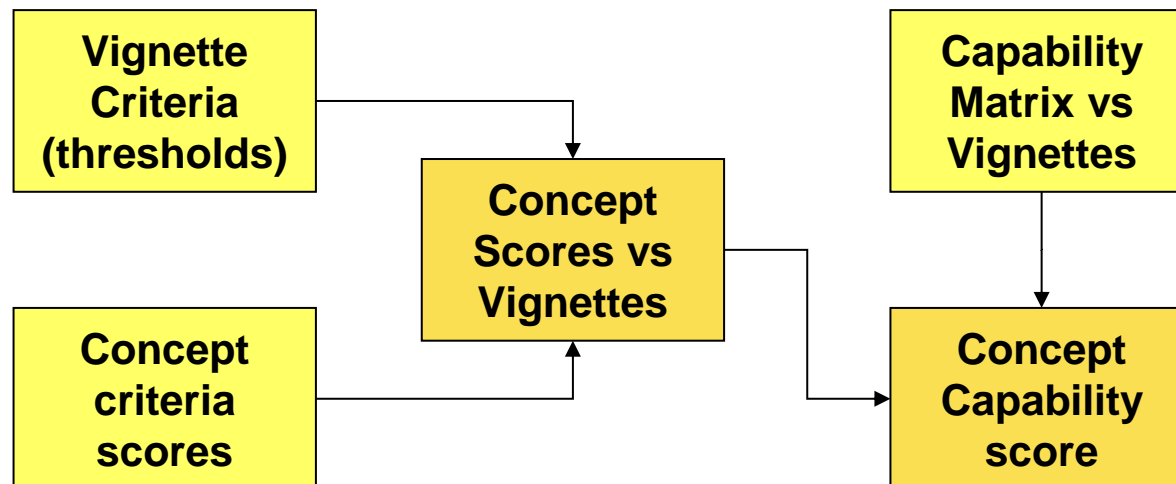 Vignette
Criteria
(thresholds)
Capability
Matrix vs
Vignettes
Concept
Scores vs
Vignettes
Concept
criteria
scores
Concept
Capability
score